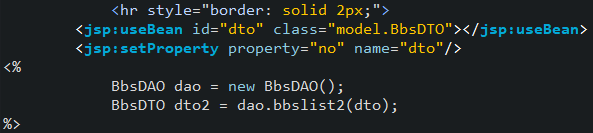 <hr style="border: solid 2px;">
<jsp:useBean id="dto" class="model.BbsDTO"></jsp:useBean>
<jsp:setProperty property="no" name="dto"/>
<%
BbsDAO dao = new BbsDAO();
BbsDTO dto2 = dao.bbslist2(dto);
%>